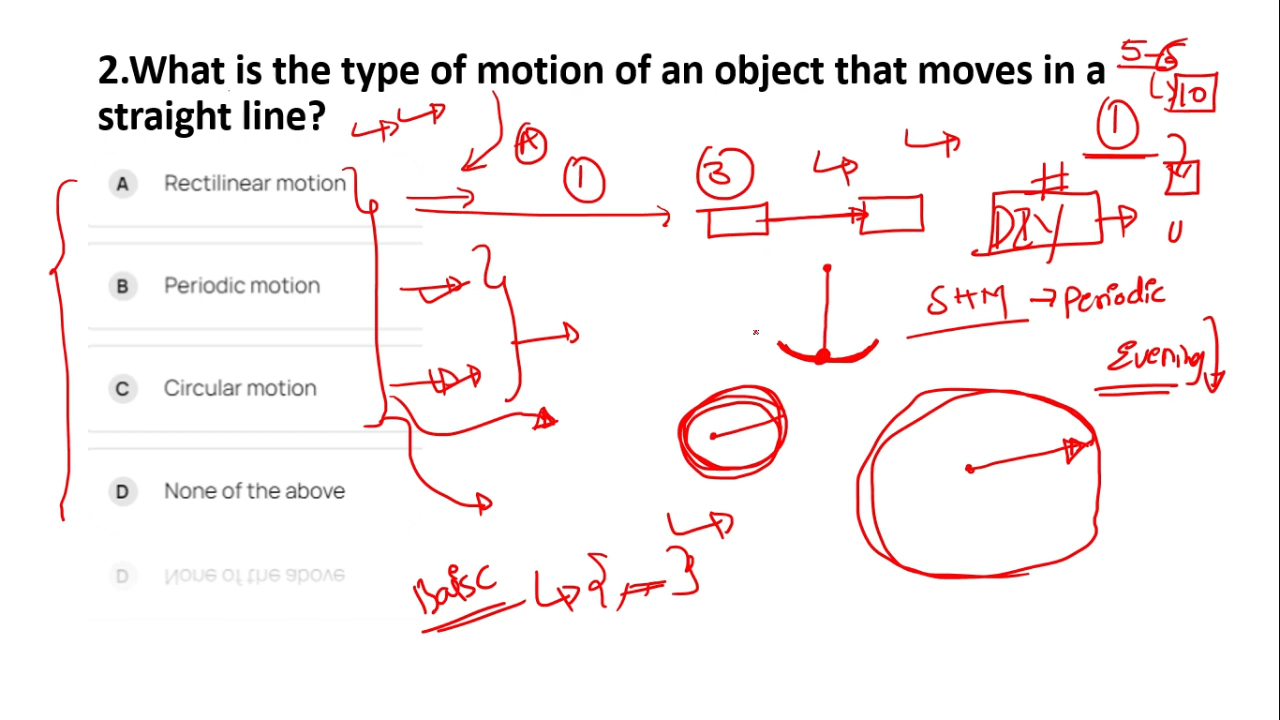 2.What is the type of motion of an object that moves in a
straight line?
5-6
10
A
1
3
1
A Rectilinear motion
#
DRY
B Periodic motion
SHM → Periodic
Evening
C Circular motion
D None of the above
D None of the above
Baisc